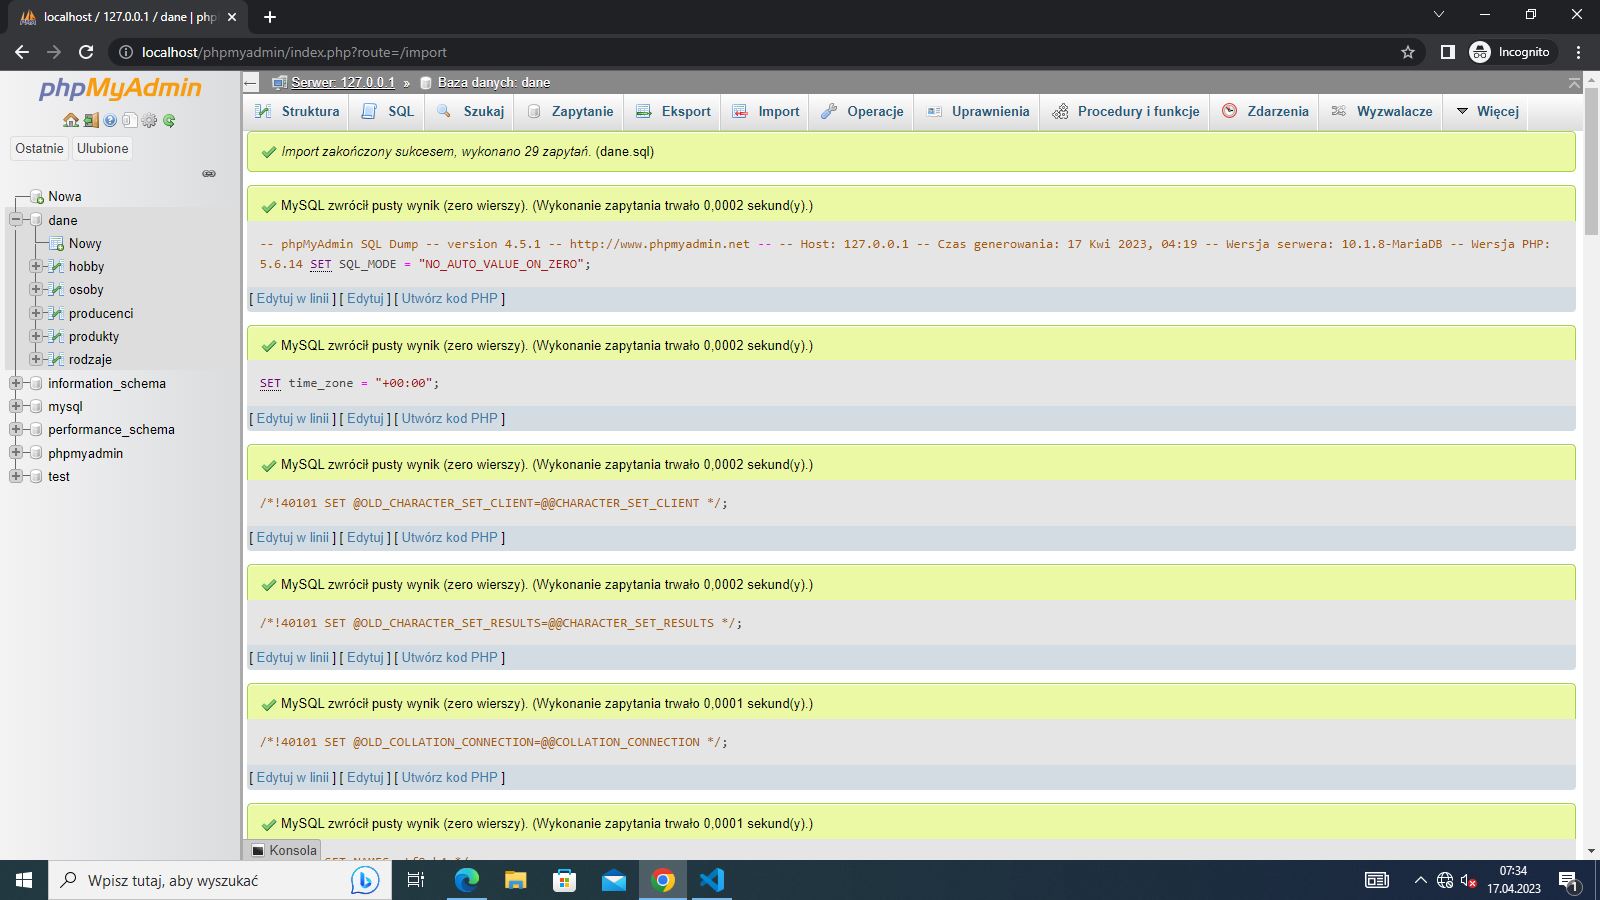 localhost / 127.0.0.1 / dane | php
localhost/phpmyadmin/index.php?route=/import
Incognito
phpMyAdmin
Ostatnie
Ulubione
Nowa
dane
Nowy
hobby
osoby
producenci
produkty
rodzaje
information_schema
mysql
performance_schema
phpmyadmin
test
Serwer: 127.0.0.1 » Baza danych: dane
Struktura SQL Szukaj Zapytanie Eksport Import Operacje Uprawnienia Procedury i funkcje Zdarzenia Wyzwalacze Więcej
Import zakończony sukcesem, wykonano 29 zapytań. (dane.sql)
MySQL zwrócił pusty wynik (zero wierszy). (Wykonanie zapytania trwało 0,0002 sekund(y).)
-- phpMyAdmin SQL Dump -- version 4.5.1 -- http://www.phpmyadmin.net -- -- Host: 127.0.0.1 -- Czas generowania: 17 Kwi 2023, 04:19 -- Wersja serwera: 10.1.8-MariaDB -- Wersja PHP:
5.6.14 SET SQL_MODE = "NO_AUTO_VALUE_ON_ZERO";
[ Edytuj w linii ] [ Edytuj ] [ Utwórz kod PHP ]
MySQL zwrócił pusty wynik (zero wierszy). (Wykonanie zapytania trwało 0,0002 sekund(y).)
SET time_zone = "+00:00";
[ Edytuj w linii ] [ Edytuj ] [ Utwórz kod PHP ]
MySQL zwrócił pusty wynik (zero wierszy). (Wykonanie zapytania trwało 0,0002 sekund(y).)
/*!40101 SET @OLD_CHARACTER_SET_CLIENT=@@CHARACTER_SET_CLIENT */;
[ Edytuj w linii ] [ Edytuj ] [ Utwórz kod PHP ]
MySQL zwrócił pusty wynik (zero wierszy). (Wykonanie zapytania trwało 0,0002 sekund(y).)
/*!40101 SET @OLD_CHARACTER_SET_RESULTS=@@CHARACTER_SET_RESULTS */;
[ Edytuj w linii ] [ Edytuj ] [ Utwórz kod PHP ]
MySQL zwrócił pusty wynik (zero wierszy). (Wykonanie zapytania trwało 0,0001 sekund(y).)
/*!40101 SET @OLD_COLLATION_CONNECTION=@@COLLATION_CONNECTION */;
[ Edytuj w linii ] [ Edytuj ] [ Utwórz kod PHP ]
MySQL zwrócił pusty wynik (zero wierszy). (Wykonanie zapytania trwało 0,0001 sekund(y).)
Konsola
Wpisz tutaj, aby wyszukać
07:34
17.04.2023
1